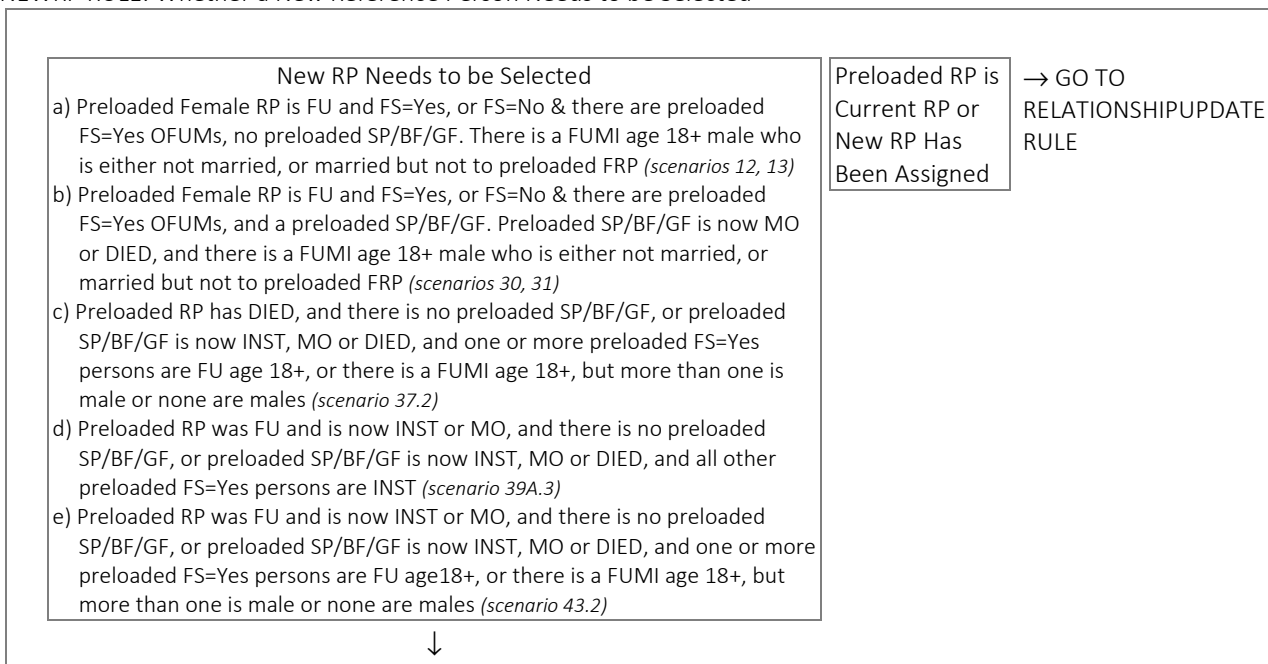 NEWRP RULE: Whether a New Reference Person Needs to be Selected
New RP Needs to be Selected
a) Preloaded Female RP is FU and FS=Yes, or FS=No & there are preloaded
FS=Yes OFUMs, no preloaded SP/BF/GF. There is a FUMI age 18+ male who
is either not married, or married but not to preloaded FRP (scenarios 12, 13)
b) Preloaded Female RP is FU and FS=Yes, or FS=No & there are preloaded
FS=Yes OFUMs, and a preloaded SP/BF/GF. Preloaded SP/BF/GF is now MO
or DIED, and there is a FUMI age 18+ male who is either not married, or
married but not to preloaded FRP (scenarios 30, 31)
c) Preloaded RP has DIED, and there is no preloaded SP/BF/GF, or preloaded
SP/BF/GF is now INST, MO or DIED, and one or more preloaded FS=Yes
persons are FU age 18+, or there is a FUMI age 18+, but more than one is
male or none are males (scenario 37.2)
d) Preloaded RP was FU and is now INST or MO, and there is no preloaded
SP/BF/GF, or preloaded SP/BF/GF is now INST, MO or DIED, and all other
preloaded FS=Yes persons are INST (scenario 39A.3)
e) Preloaded RP was FU and is now INST or MO, and there is no preloaded
SP/BF/GF, or preloaded SP/BF/GF is now INST, MO or DIED, and one or more
preloaded FS=Yes persons are FU age18+, or there is a FUMI age 18+, but
more than one is male or none are males (scenario 43.2)
↓
Preloaded RP is
Current RP or
New RP Has
Been Assigned
→ GO TO
RELATIONSHIPUPDATE
RULE